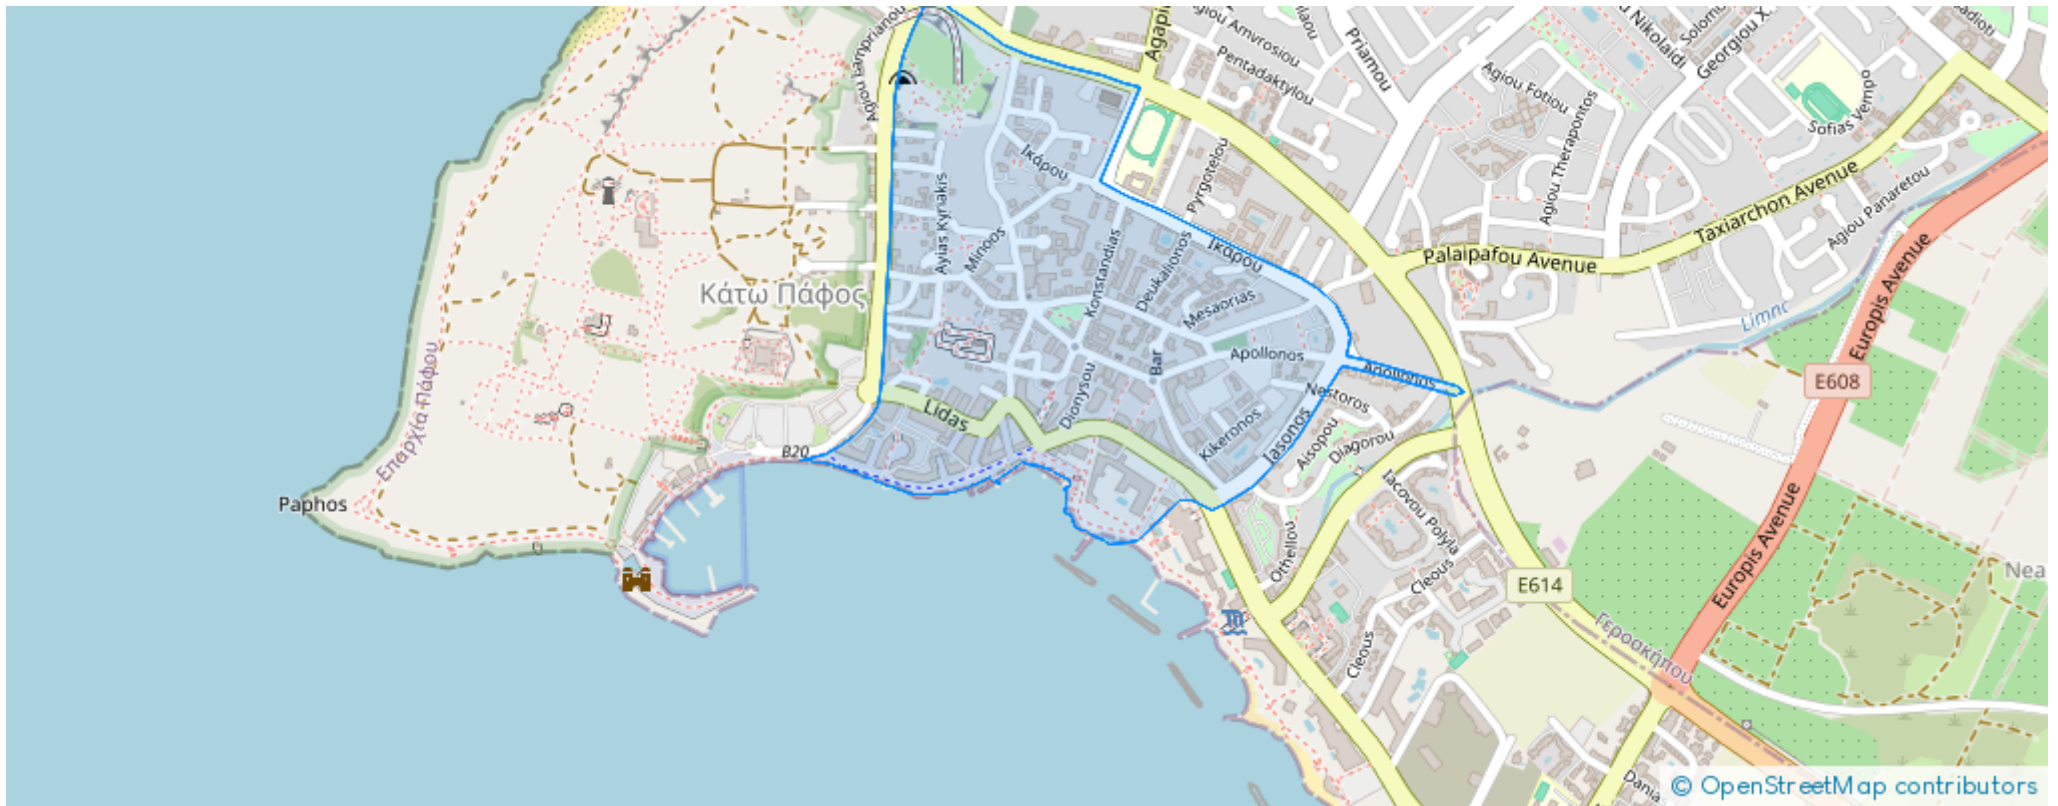 Agiou Lamprianou
Agapi
giou Amvrosiou
Pentadaktylou
Priamou
Agiou Fotiou
Nikolaidi
Georgiou X.
Sofias Vempo
Agiou Therapontos
Taxiarchon Avenue
Agiou Panaretou
Palaipafou Avenue
Europis Avenue
Pyrgotelou
Ικάρου
Ayias Kyriakis
Minoos
Konstandias
Deukalionos
Ικάρου
Mesaorias
Κάτω Πάφος
Bar
Apollonos
Apollonos
E608
Επαρχία Πάφου
Lidas
Dionysou
Nestoros
Kikeronos
Iasonos
Aisopou
Diagorou
B20
Paphos
Iacovou Polyla
Othellou
Cleous
Europis Avenue
E614
Nea
Γεροσκήπου
Cleous
Dania
© OpenStreetMap contributors